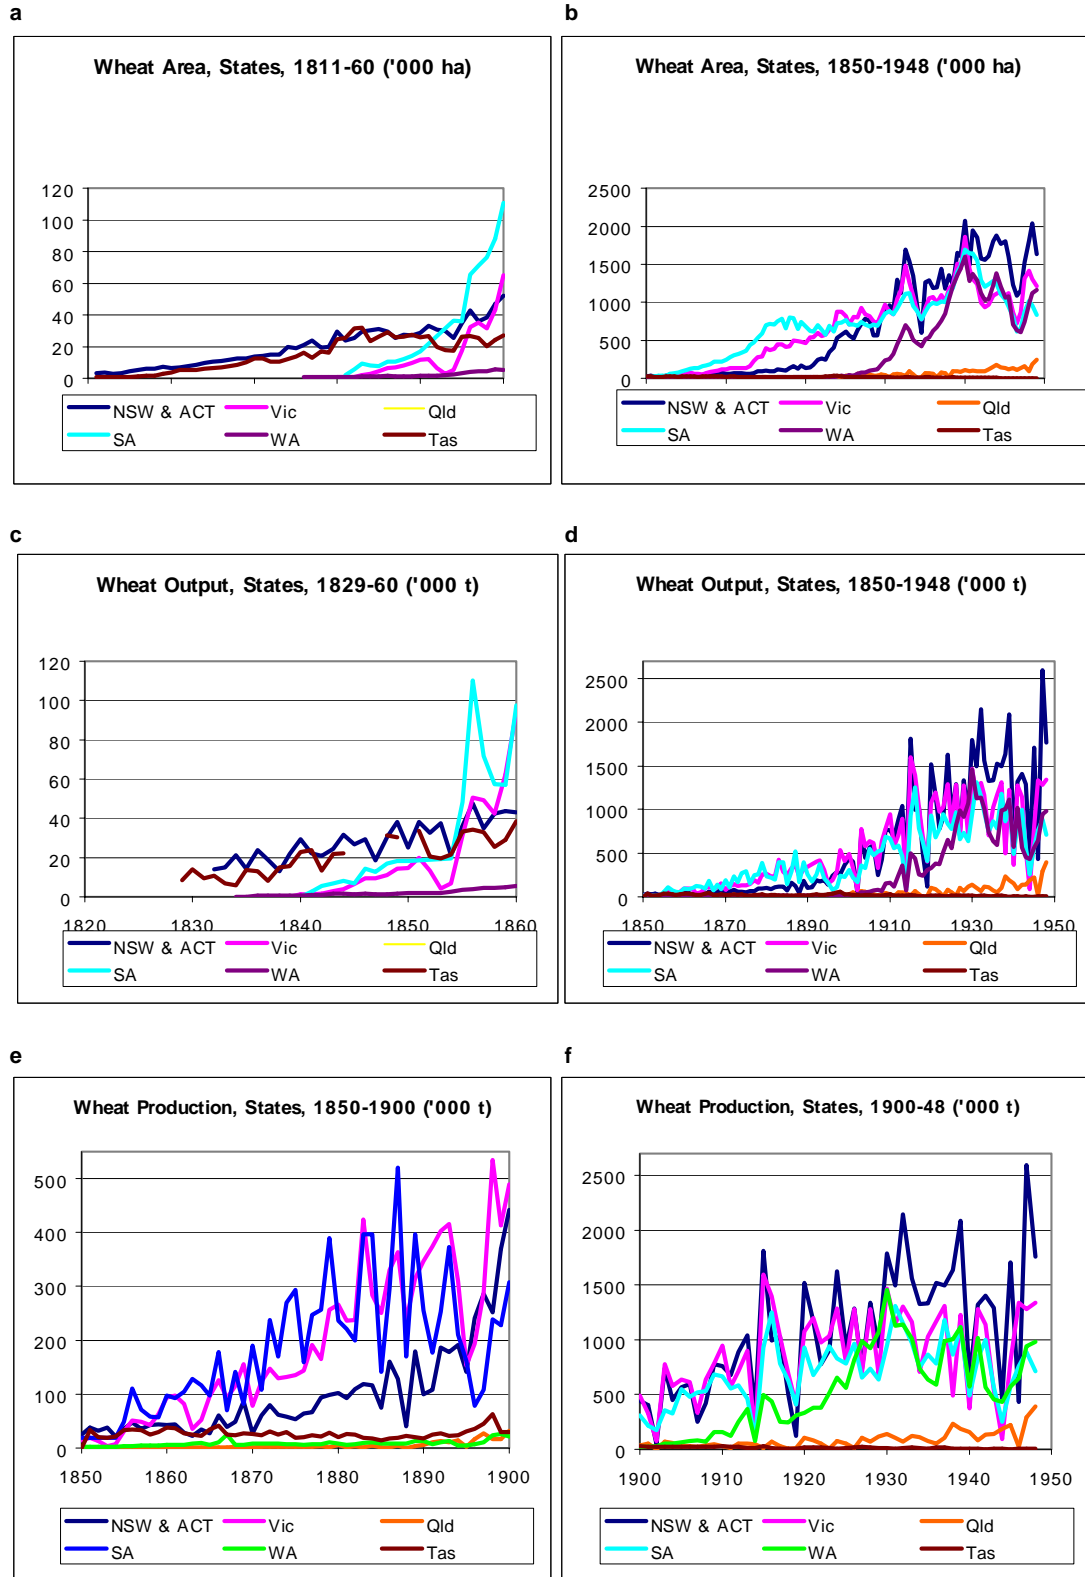 a
b
Wheat Area, States, 1811-60 ('000 ha)
Wheat Area, States, 1850-1948 ('000 ha)
120
100
80
60
40
20
0
2500
2000
1500
1000
500
0
NSW & ACT Vic Qld
SA WA Tas
NSW & ACT Vic Qld
SA WA Tas
c
d
Wheat Output, States, 1829-60 ('000 t)
Wheat Output, States, 1850-1948 ('000 t)
120
100
80
60
40
20
0
1820 1830 1840 1850 1860
2500
2000
1500
1000
500
0
1850 1870 1890 1910 1930 1950
NSW & ACT Vic Qld
SA WA Tas
NSW & ACT Vic Qld
SA WA Tas
e
f
Wheat Production, States, 1850-1900 ('000 t)
Wheat Production, States, 1900-48 ('000 t)
500
400
300
200
100
0
1850 1860 1870 1880 1890 1900
2500
2000
1500
1000
500
0
1900 1910 1920 1930 1940 1950
NSW & ACT Vic Qld
SA WA Tas
NSW & ACT Vic Qld
SA WA Tas